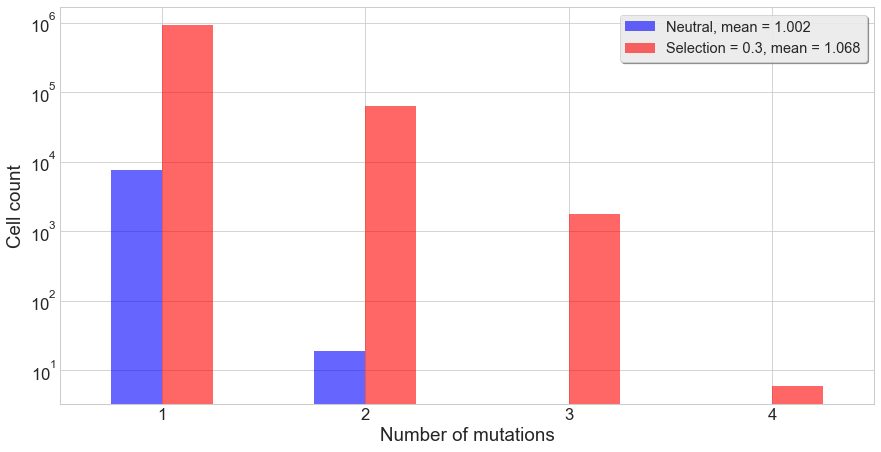 Neutral, mean = 1.002
Selection = 0.3, mean = 1.068
10^6
10^5
10^4
10^3
10^2
10^1
Cell count
1 2 3 4
Number of mutations